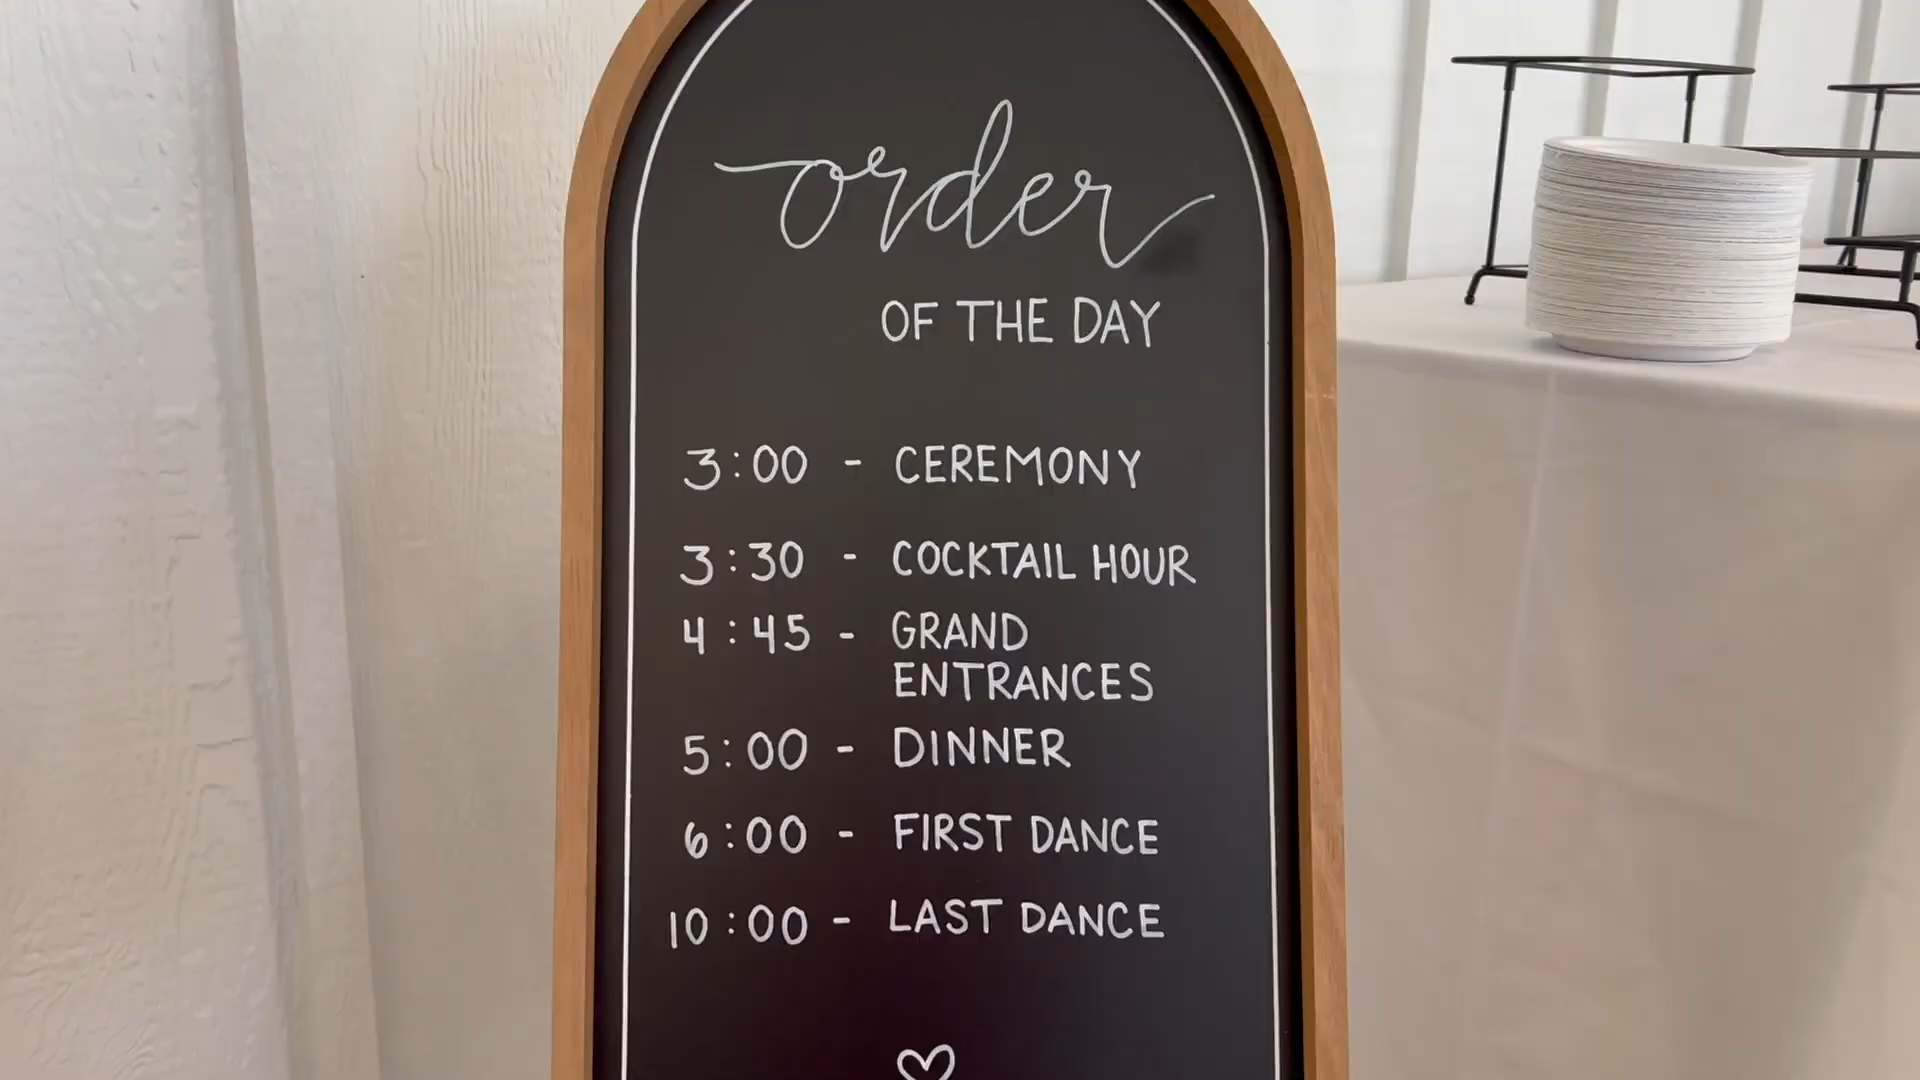 order
OF THE DAY
3:00 - CEREMONY
3:30 - COCKTAIL HOUR
4:45 - GRAND
ENTRANCES
5:00 - DINNER
6:00 - FIRST DANCE
10:00 - LAST DANCE